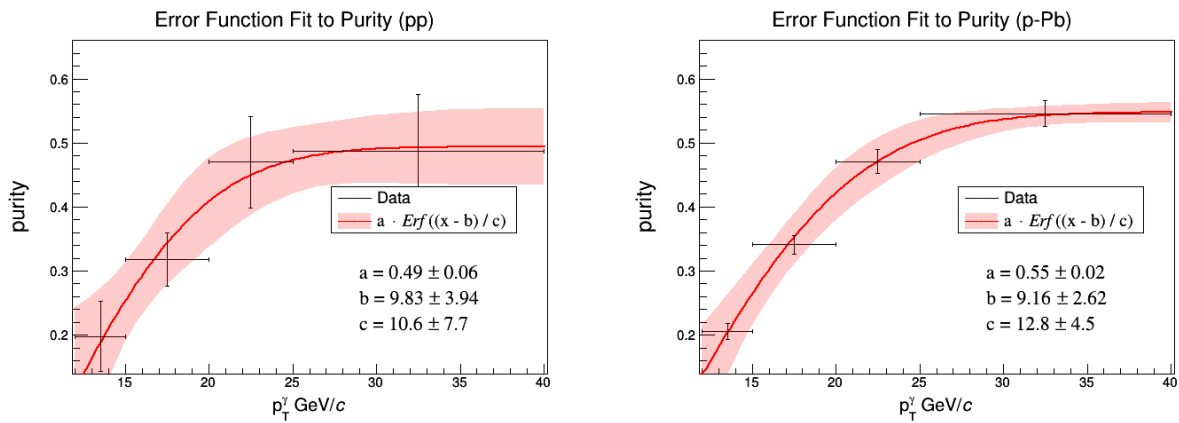 Error Function Fit to Purity (pp)
purity
0.6
0.5
0.4
0.3
0.2
Data
a · Erf ((x - b) / c)
a = 0.49 ± 0.06
b = 9.83 ± 3.94
c = 10.6 ± 7.7
15 20 25 30 35 40
p_T^γ GeV/c
Error Function Fit to Purity (p-Pb)
purity
0.6
0.5
0.4
0.3
0.2
Data
a · Erf ((x - b) / c)
a = 0.55 ± 0.02
b = 9.16 ± 2.62
c = 12.8 ± 4.5
15 20 25 30 35 40
p_T^γ GeV/c